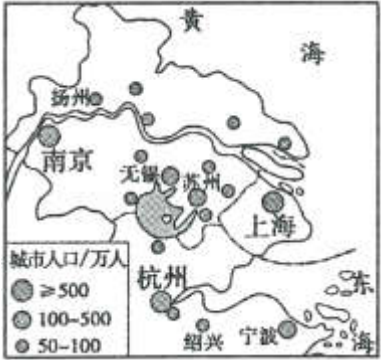 黄
海
扬州
南京
无锡
苏州
上海
城市人口/万人
≥500
100-500
50-100
杭州
绍兴
宁波
东
海